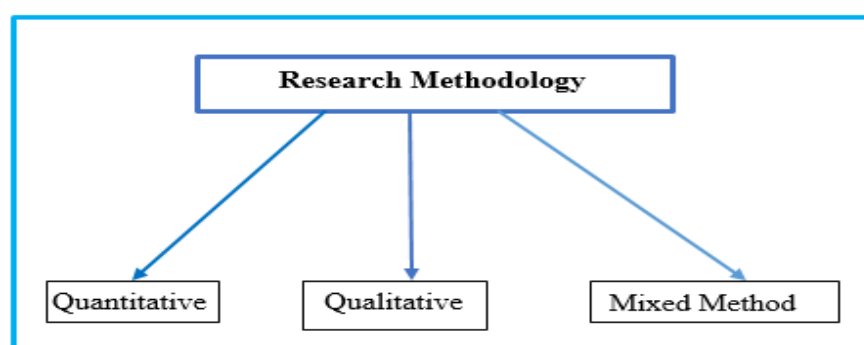 Research Methodology
Quantitative
Qualitative
Mixed Method